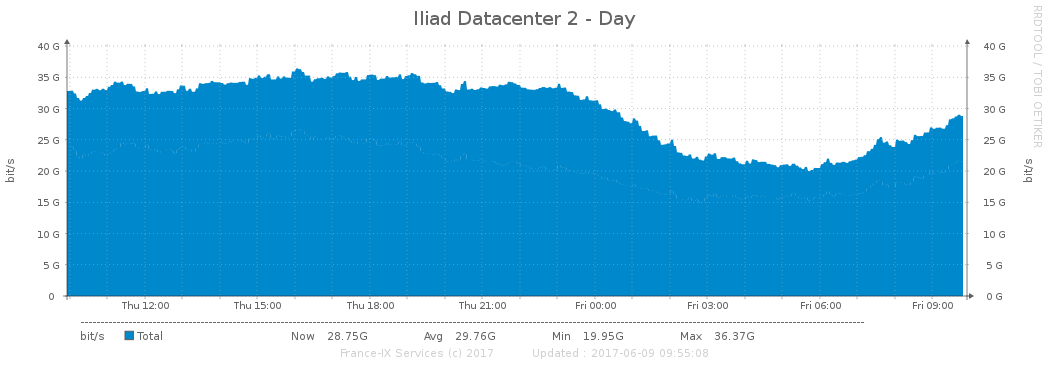 Iliad Datacenter 2 - Day
RRDTOOL / TOBI OETIKER
40 G 40 G
35 G 35 G
30 G 30 G
25 G 25 G
20 G 20 G
15 G 15 G
10 G 10 G
5 G 5 G
0 0 G
bit/s bit/s
Thu 12:00 Thu 15:00 Thu 18:00 Thu 21:00 Fri 00:00 Fri 03:00 Fri 06:00 Fri 09:00
bit/s Total Now 28.75G Avg 29.76G Min 19.95G Max 36.37G
France-IX Services (c) 2017 Updated : 2017-06-09 09:55:08